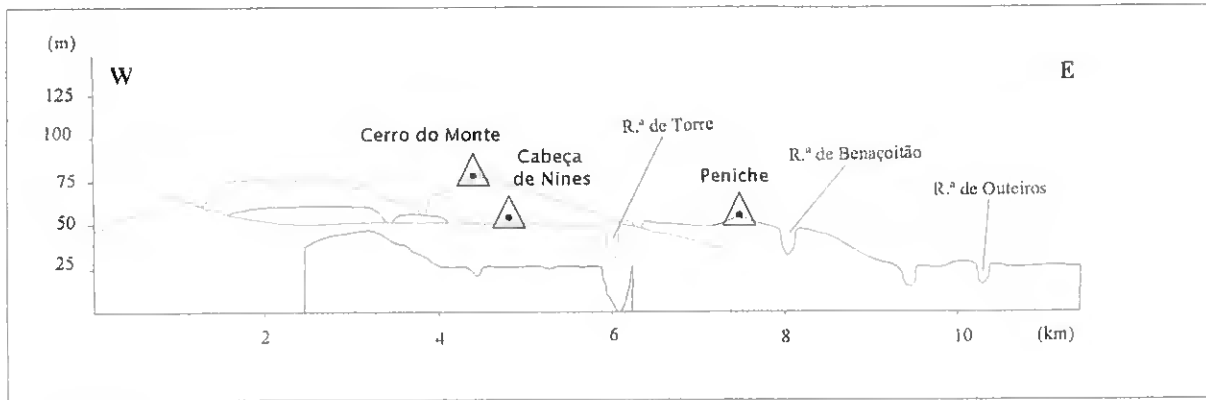 (m)
W
E
125
100
75
50
25
Cerro do Monte
Cabeça
de Nines
R.ª de Torre
Peniche
R.ª de Benaçoitão
R.ª de Outeiros
2
4
6
8
10
(km)